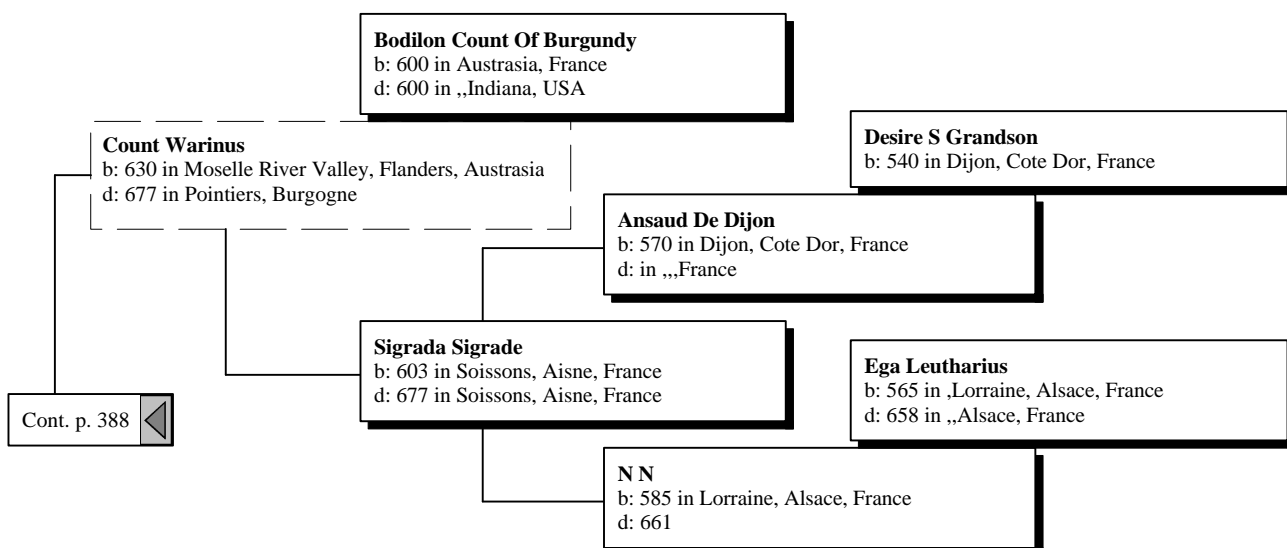 Bodilon Count Of Burgundy
b: 600 in Austrasia, France
d: 600 in ,,Indiana, USA
Count Warinus
b: 630 in Moselle River Valley, Flanders, Austrasia
d: 677 in Pointiers, Burgogne
Desire S Grandson
b: 540 in Dijon, Cote Dor, France
Ansaud De Dijon
b: 570 in Dijon, Cote Dor, France
d: in ,,,France
Sigrada Sigrade
b: 603 in Soissons, Aisne, France
d: 677 in Soissons, Aisne, France
Ega Leutharius
b: 565 in ,Lorraine, Alsace, France
d: 658 in ,,Alsace, France
Cont. p. 388
N N
b: 585 in Lorraine, Alsace, France
d: 661